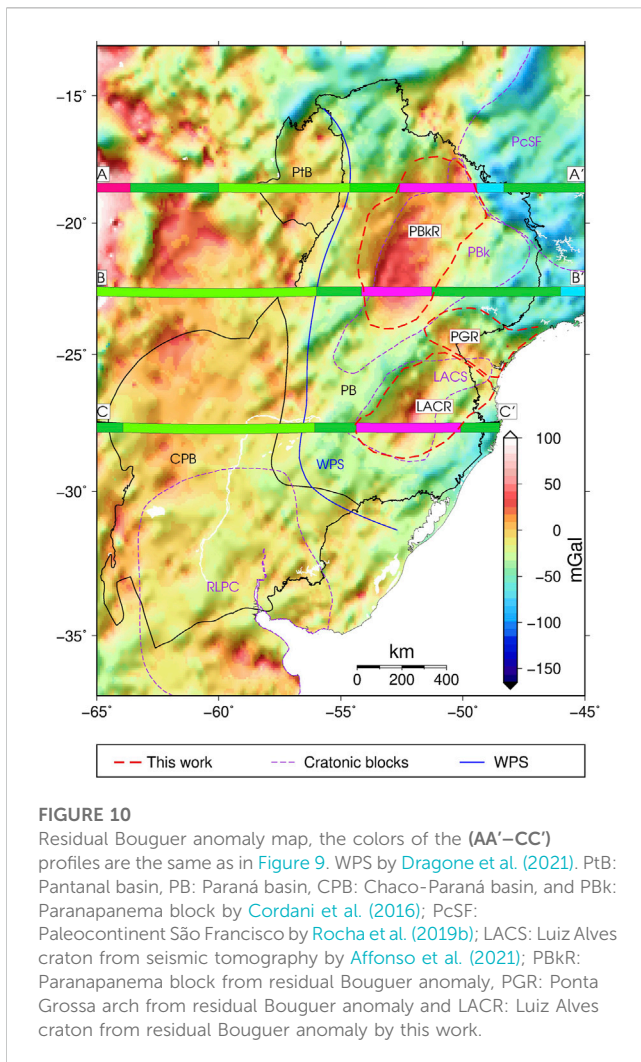 −15˚
PcSF
PtB
A
A'
−20˚
PBkR
PBk
B
B'
PGR
−25˚
LACS
PB
LACR
C
C'
CPB
WPS
−30˚
RLPC
−35˚
km
0 200 400
100
50
0
−50
−100
−150
mGal
−65˚ −60˚ −55˚ −50˚ −45˚
This work Cratonic blocks WPS
FIGURE 10
Residual Bouguer anomaly map, the colors of the (AA'–CC')
profiles are the same as in Figure 9. WPS by Dragone et al. (2021). PtB:
Pantanal basin, PB: Paraná basin, CPB: Chaco-Paraná basin, and PBk:
Paranapanema block by Cordani et al. (2016); PcSF:
Paleocontinent São Francisco by Rocha et al. (2019b); LACS: Luiz Alves
craton from seismic tomography by Affonso et al. (2021); PBkR:
Paranapanema block from residual Bouguer anomaly, PGR: Ponta
Grossa arch from residual Bouguer anomaly and LACR: Luiz Alves
craton from residual Bouguer anomaly by this work.